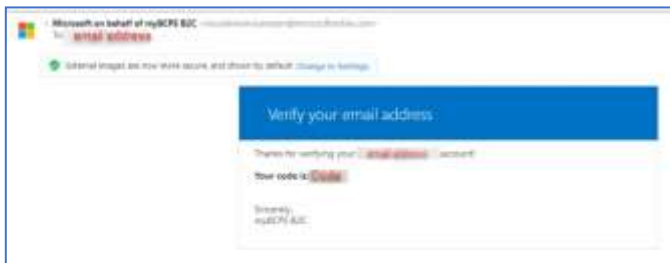 Microsoft on behalf of myBCPS B2C
To: email address
External images are now more secure, and shown by default. Change in Settings
Verify your email address
Thanks for verifying your email address account!
Your code is: Code
Sincerely,
myBCPS B2C